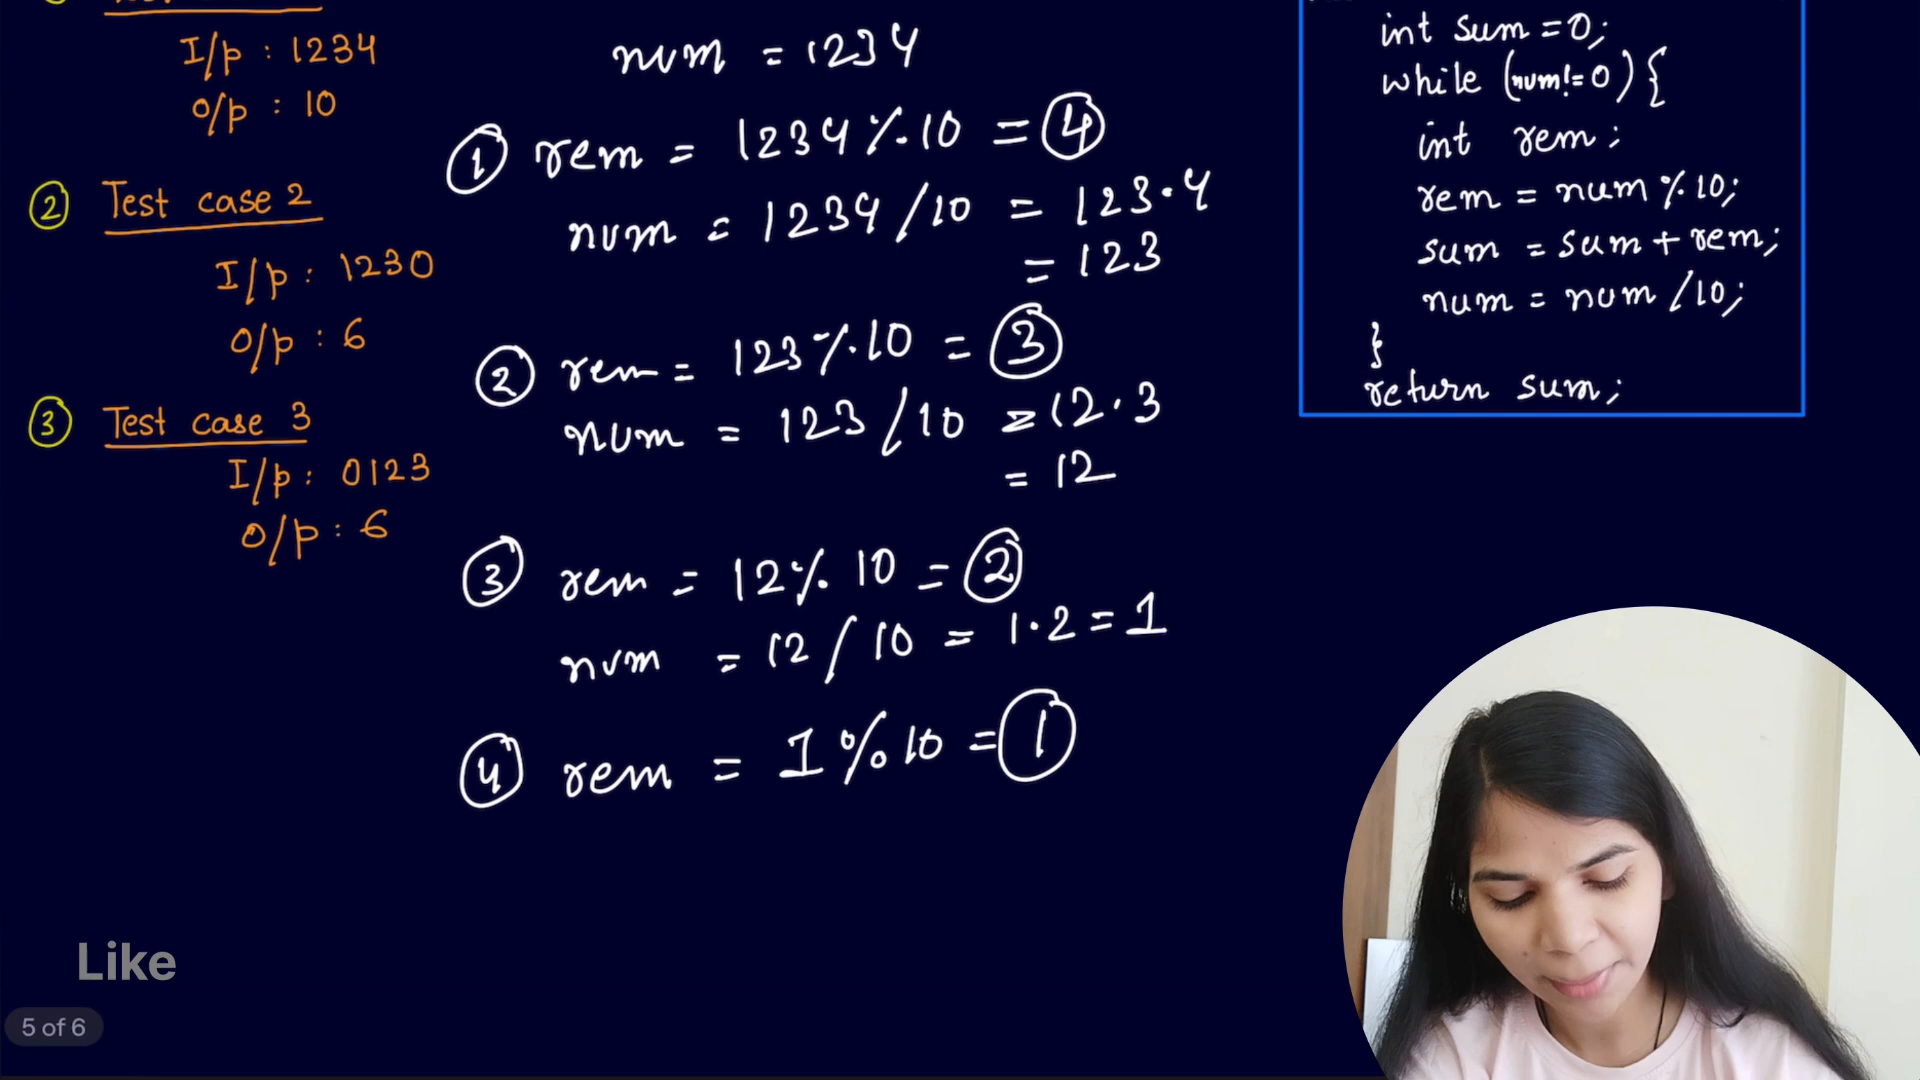 I/p : 1234
O/p : 10
② Test case 2
I/p : 1230
O/p : 6
③ Test case 3
I/p : 0123
O/p : 6
num = 1234
① rem = 1234 % 10 = ④
num = 1234 / 10 = 123.4
= 123
② rem = 123 % 10 = ③
num = 123 / 10 = 12.3
= 12
③ rem = 12 % 10 = ②
num = 12 / 10 = 1.2 = 1
④ rem = 1 % 10 = ①
int sum = 0;
while (num != 0) {
int rem;
rem = num % 10;
sum = sum + rem;
num = num / 10;
}
return sum;
Like
5 of 6